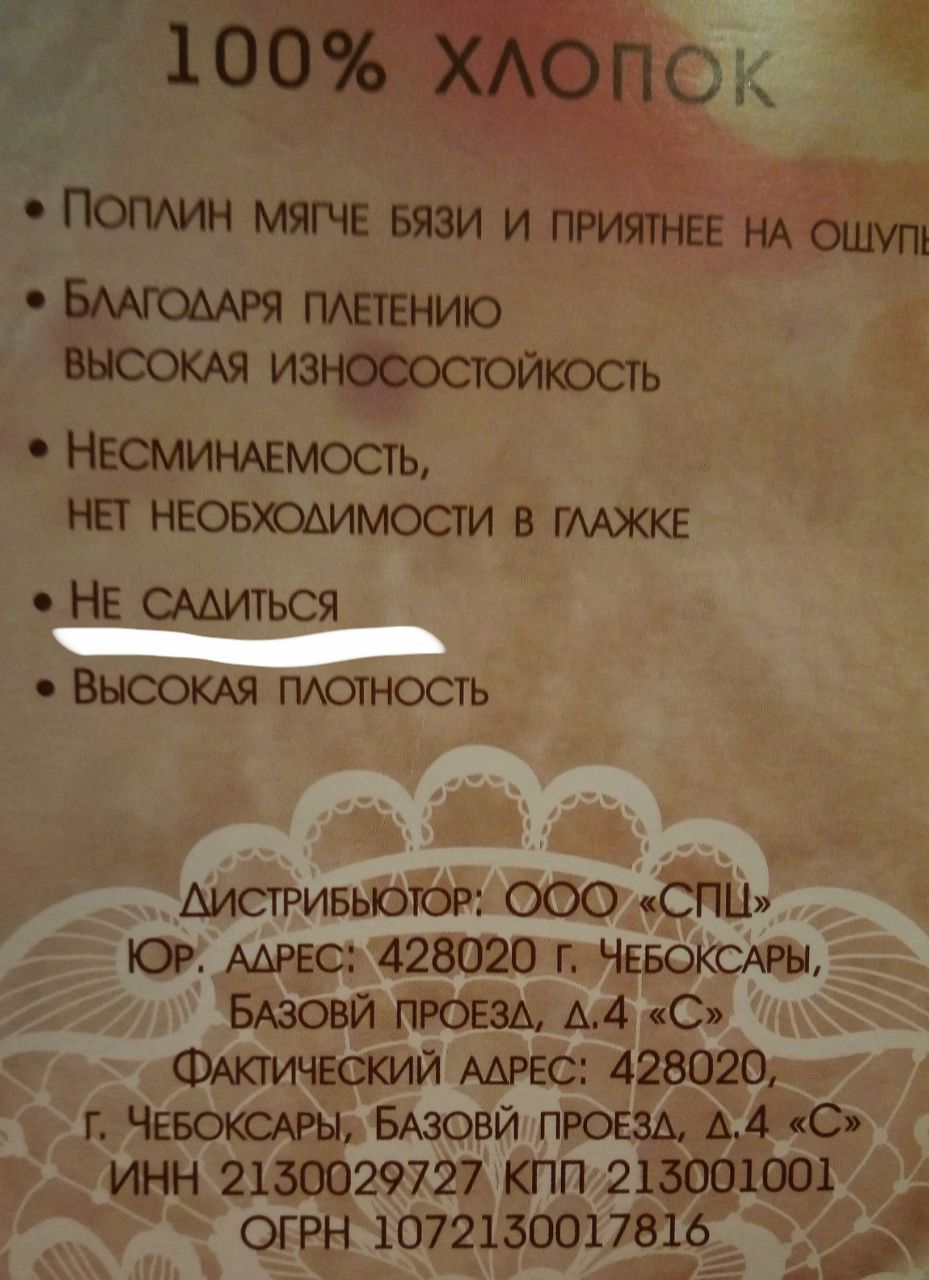 100% ХЛОПОК
• ПОПЛИН МЯГЧЕ БЯЗИ И ПРИЯТНЕЕ НА
• БЛАГОДАРЯ ПЛЕТЕНИЮ
ВЫСОКАЯ ИЗНОСОСТОЙКОСТЬ
• НЕСМИНАЕМОСТЬ,
НЕТ НЕОБХОДИМОСТИ В ГЛАЖКЕ
• НЕ САДИТЬСЯ
• ВЫСОКАЯ ПЛОТНОСТЬ
ДИСТРИБЬЮТОР: ООО «СПЦ»
ЮР. АДРЕС: 428020 Г. ЧЕБОКСАРЫ,
БАЗОВЙ ПРОЕЗД, Д.4 «С»
ФАКТИЧЕСКИЙ АДРЕС: 428020,
Г. ЧЕБОКСАРЫ, БАЗОВЙ ПРОЕЗД, Д.4 «С»
ИНН 2130029727 КПП 213001001
ОГРН 1072130017816